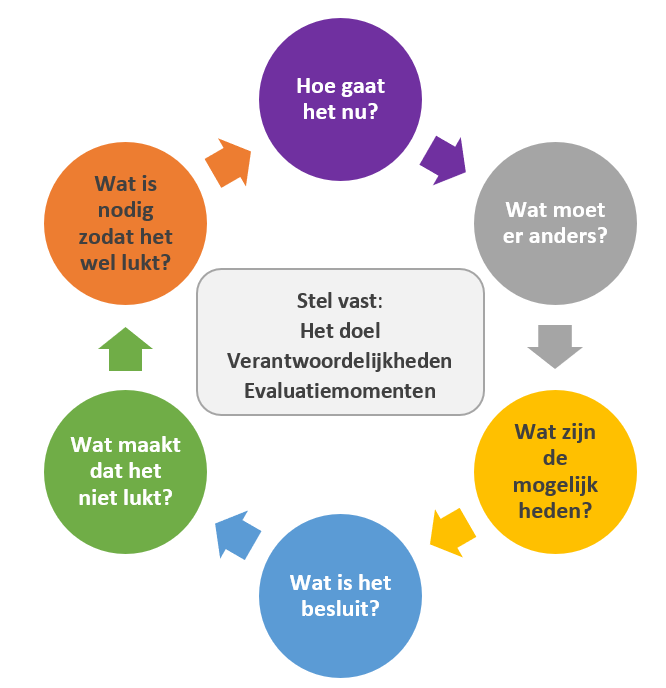 Hoe gaat
het nu?
Wat moet
er anders?
Wat zijn
de
mogelijk
heden?
Wat is het
besluit?
Wat maakt
dat het
niet lukt?
Wat is
nodig
zodat het
wel lukt?
Stel vast:
Het doel
Verantwoordelijkheden
Evaluatiemomenten